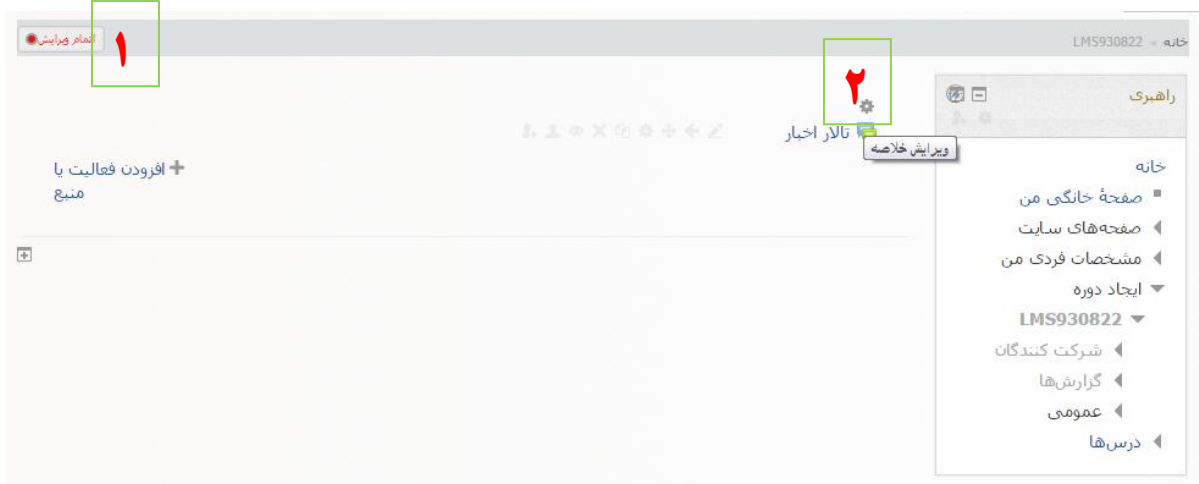 خانه ◄ LMS930822
اتمام ویرایش
۱
۲
راهبری
خانه
صفحهٔ خانگی من
صفحه‌های سایت
مشخصات فردی من
ایجاد دوره
LMS930822
شرکت کنندگان
گزارش‌ها
عمومی
درس‌ها
تالار اخبار
ویرایش خلاصه
افزودن فعالیت یا
منبع